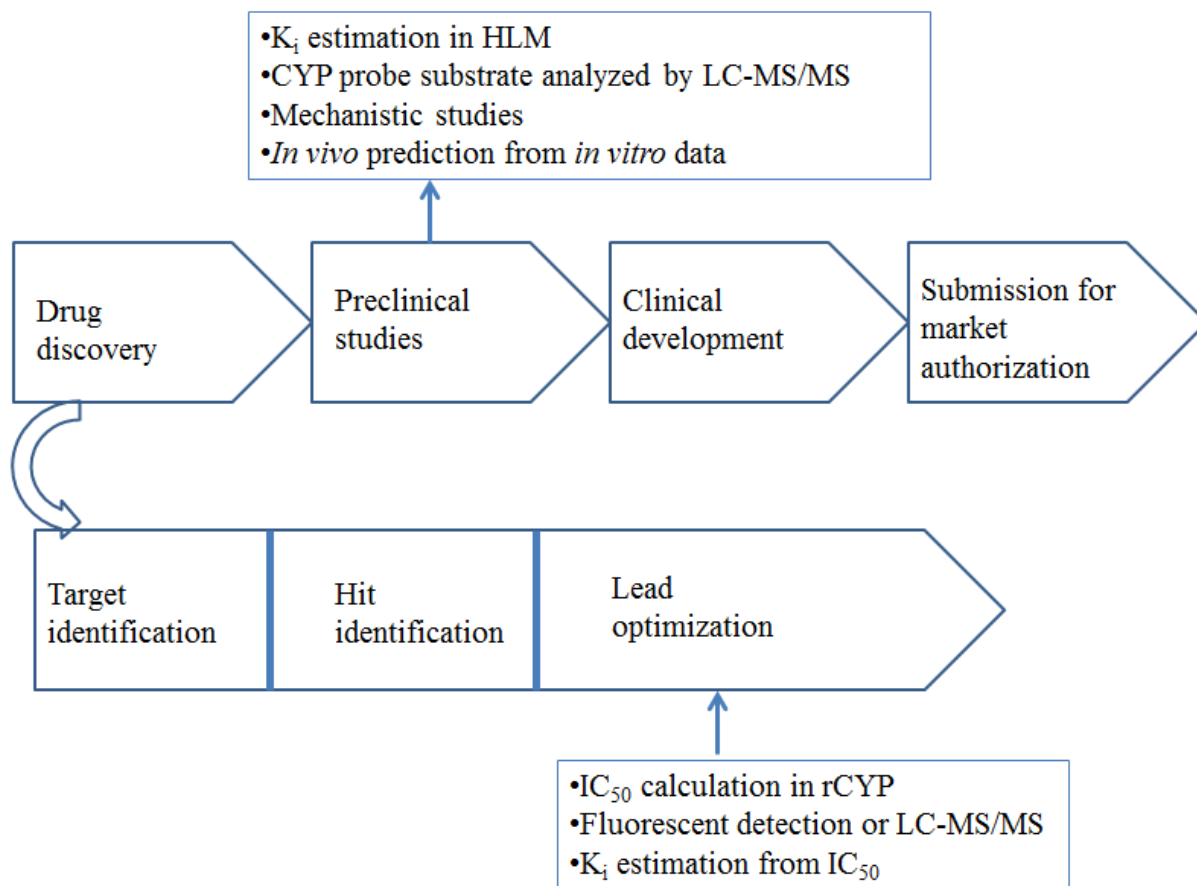 •Ki estimation in HLM
•CYP probe substrate analyzed by LC-MS/MS
•Mechanistic studies
•In vivo prediction from in vitro data
Drug
discovery
Preclinical
studies
Clinical
development
Submission for
market
authorization
Target
identification
Hit
identification
Lead
optimization
•IC50 calculation in rCYP
•Fluorescent detection or LC-MS/MS
•Ki estimation from IC50